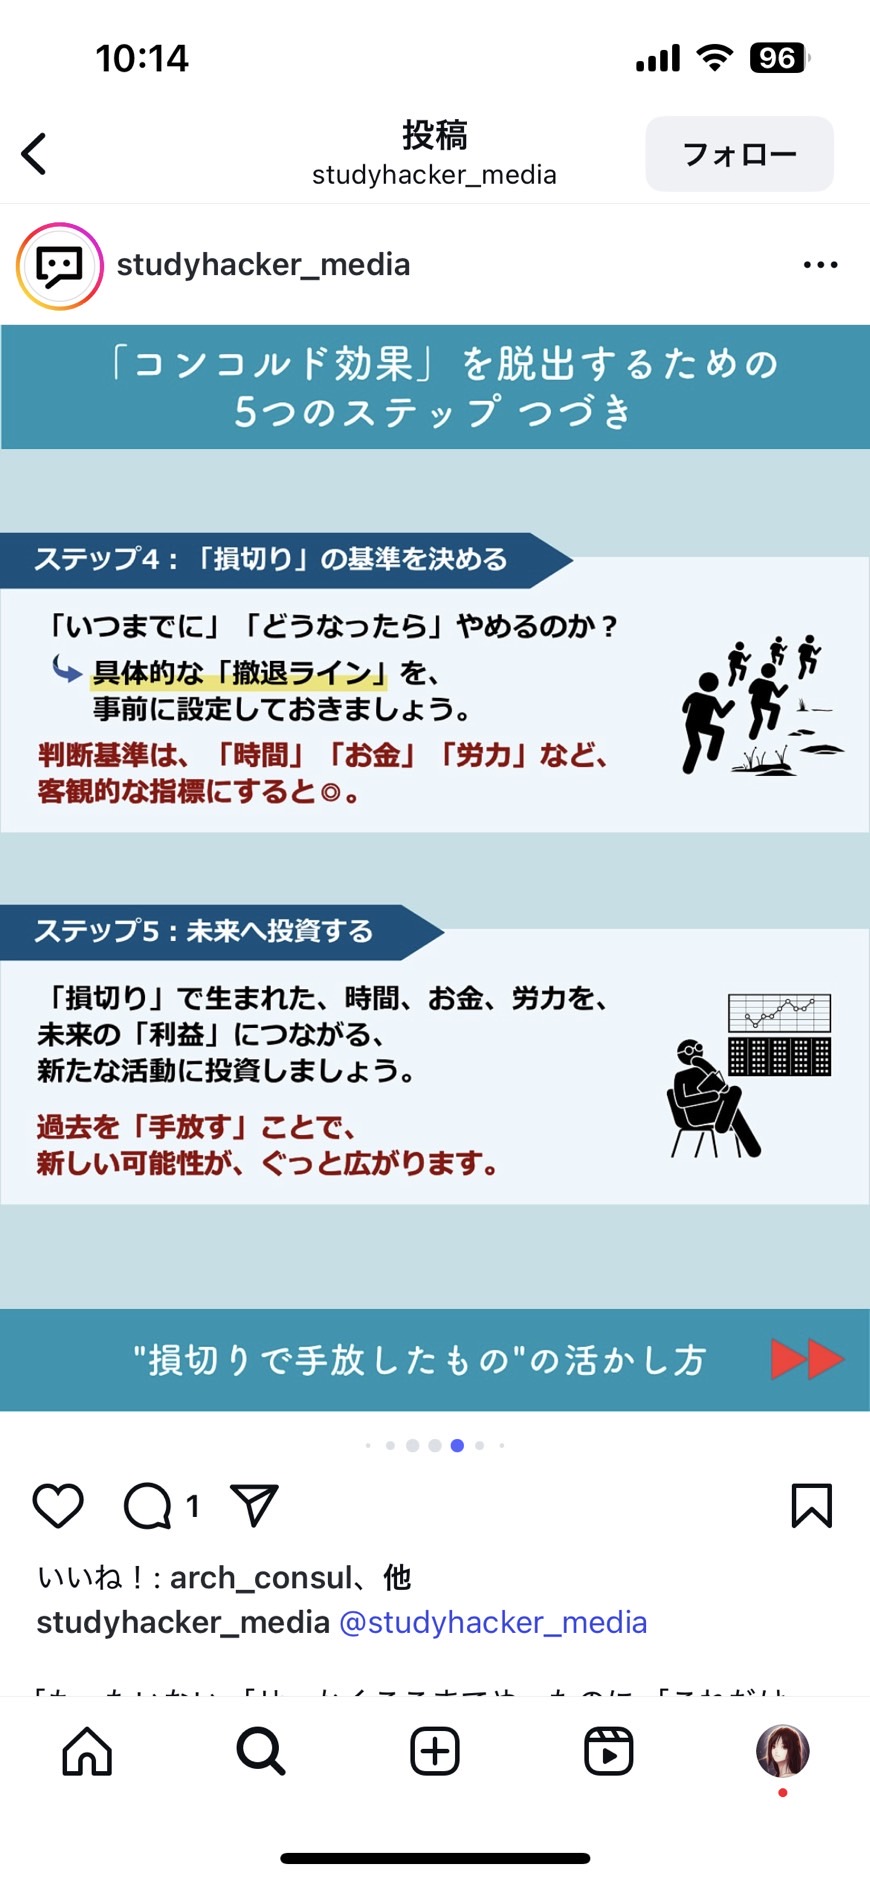 10:14
96
投稿
studyhacker_media
フォロー
studyhacker_media
「コンコルド効果」を脱出するための
5つのステップ つづき
ステップ4：「損切り」の基準を決める
「いつまでに」「どうなったら」やめるのか？
具体的な「撤退ライン」を、
事前に設定しておきましょう。
判断基準は、「時間」「お金」「労力」など、
客観的な指標にすると◎。
ステップ5：未来へ投資する
「損切り」で生まれた、時間、お金、労力を、
未来の「利益」につながる、
新たな活動に投資しましょう。
過去を「手放す」ことで、
新しい可能性が、ぐっと広がります。
"損切りで手放したもの"の活かし方
1
いいね！: arch_consul、他
studyhacker_media @studyhacker_media